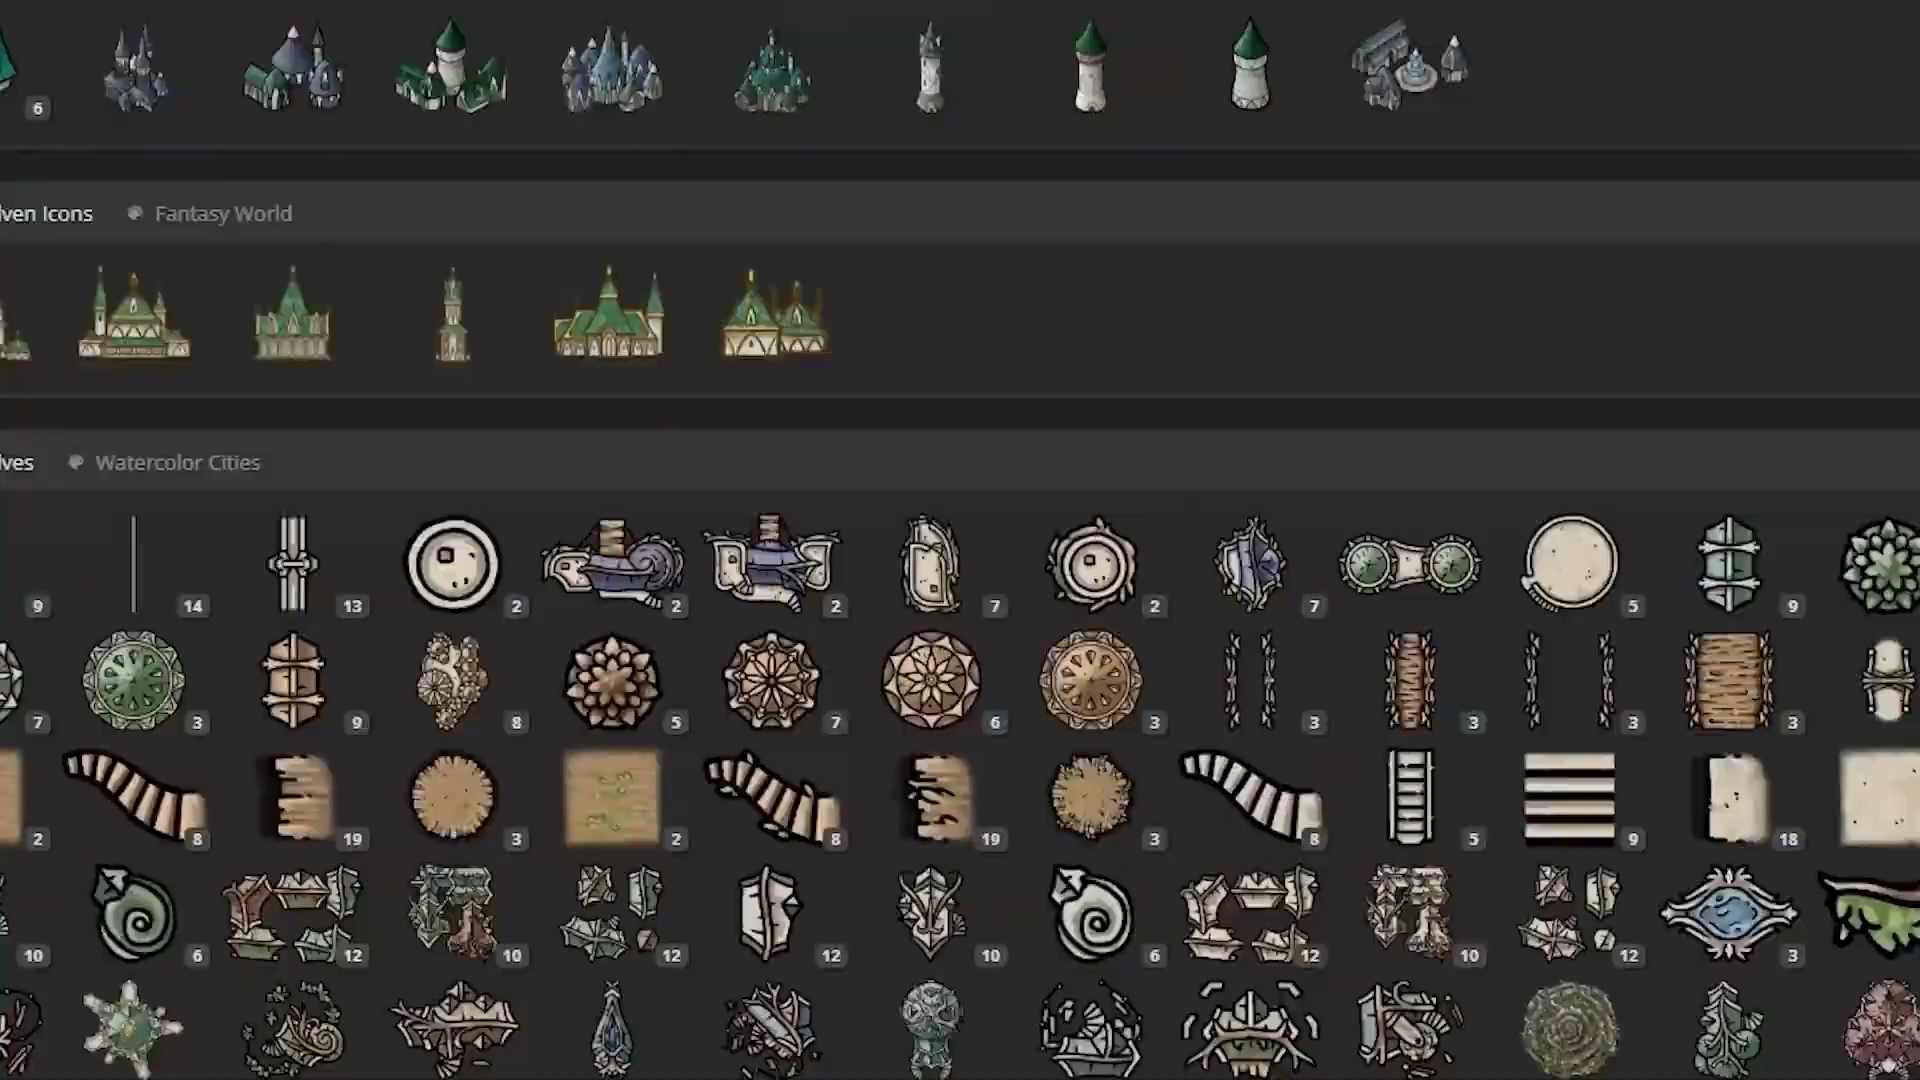 6
lven Icons Fantasy World
lves Watercolor Cities
9 14 13 2 2 2 7 2 7 5 9
7 3 9 8 5 7 6 3 3 3 3 3
2 8 19 3 2 8 19 3 8 5 9 18
10 6 12 10 12 12 10 6 12 10 12 3